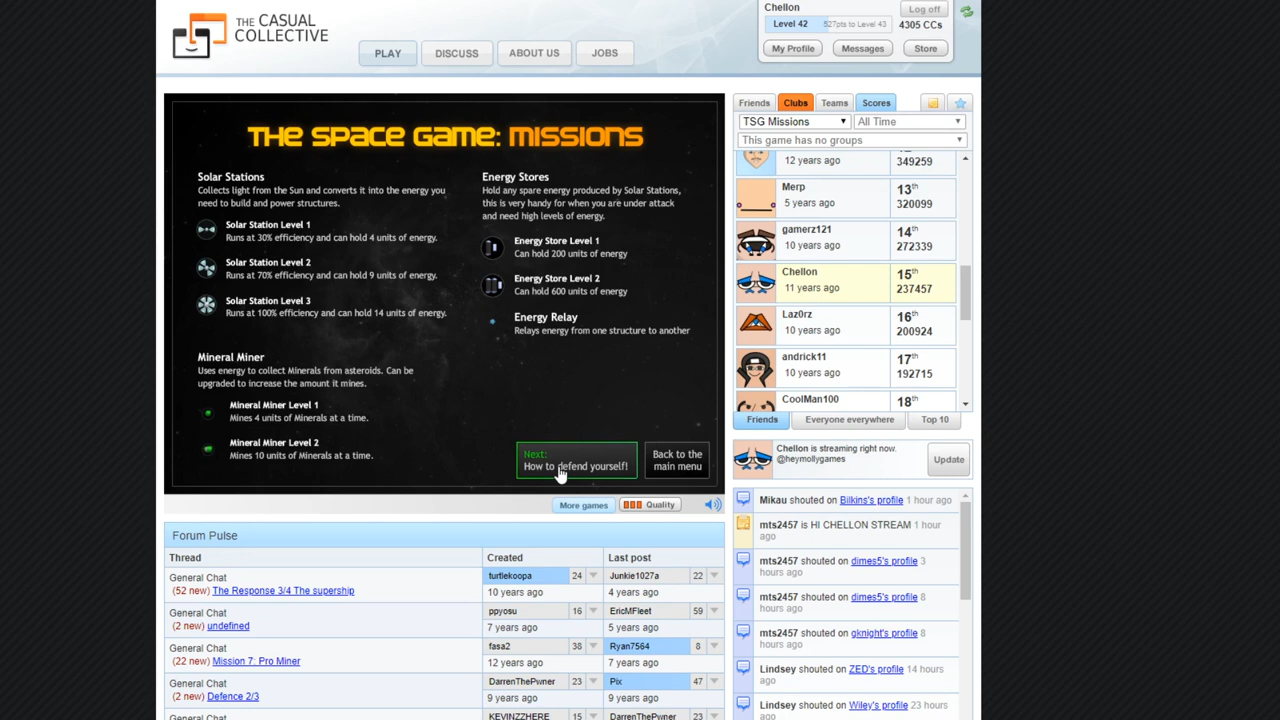 THE CASUAL
COLLECTIVE
PLAY
DISCUSS
ABOUT US
JOBS
Chellon
Log off
Level 42
527pts to Level 43
4305 CCs
My Profile
Messages
Store
THE SPACE GAME: MISSIONS
Solar Stations
Collects light from the Sun and converts it into the energy you
need to build and power structures.
Solar Station Level 1
Runs at 30% efficiency and can hold 4 units of energy.
Solar Station Level 2
Runs at 70% efficiency and can hold 9 units of energy.
Solar Station Level 3
Runs at 100% efficiency and can hold 14 units of energy.
Mineral Miner
Uses energy to collect Minerals from asteroids. Can be
upgraded to increase the amount it mines.
Mineral Miner Level 1
Mines 4 units of Minerals at a time.
Mineral Miner Level 2
Mines 10 units of Minerals at a time.
Energy Stores
Hold any spare energy produced by Solar Stations,
this is very handy for when you are under attack
and need high levels of energy.
Energy Store Level 1
Can hold 200 units of energy
Energy Store Level 2
Can hold 600 units of energy
Energy Relay
Relays energy from one structure to another
Next:
How to defend yourself!
Back to the
main menu
More games
Quality
Friends
Clubs
Teams
Scores
TSG Missions
All Time
This game has no groups
12 years ago
349259
Merp
5 years ago
13th
320099
gamerz121
10 years ago
14th
272339
Chellon
11 years ago
15th
237457
Laz0rz
10 years ago
16th
200924
andrick11
10 years ago
17th
192715
CoolMan100
18th
Friends
Everyone everywhere
Top 10
Chellon is streaming right now.
@heymollygames
Update
Mikau shouted on Bilkins's profile 1 hour ago
mts2457 is HI CHELLON STREAM 1 hour
ago
mts2457 shouted on dimes5's profile 3
hours ago
mts2457 shouted on dimes5's profile 8
hours ago
mts2457 shouted on gknight's profile 8
hours ago
Lindsey shouted on ZED's profile 14 hours
ago
Lindsey shouted on Wiley's profile 23 hours
ago
Forum Pulse
Thread
Created
Last post
General Chat
(52 new) The Response 3/4 The supership
turtlekoopa 24
10 years ago
Junkie1027a 22
4 years ago
General Chat
(2 new) undefined
ppyosu 16
7 years ago
EricMFleet 59
5 years ago
General Chat
(22 new) Mission 7: Pro Miner
fasa2 38
12 years ago
Ryan7564 8
7 years ago
General Chat
(2 new) Defence 2/3
DarrenThePwner 23
9 years ago
Pix 47
9 years ago
General Chat
KEVINZZHERE 15
DarrenThePwner 23